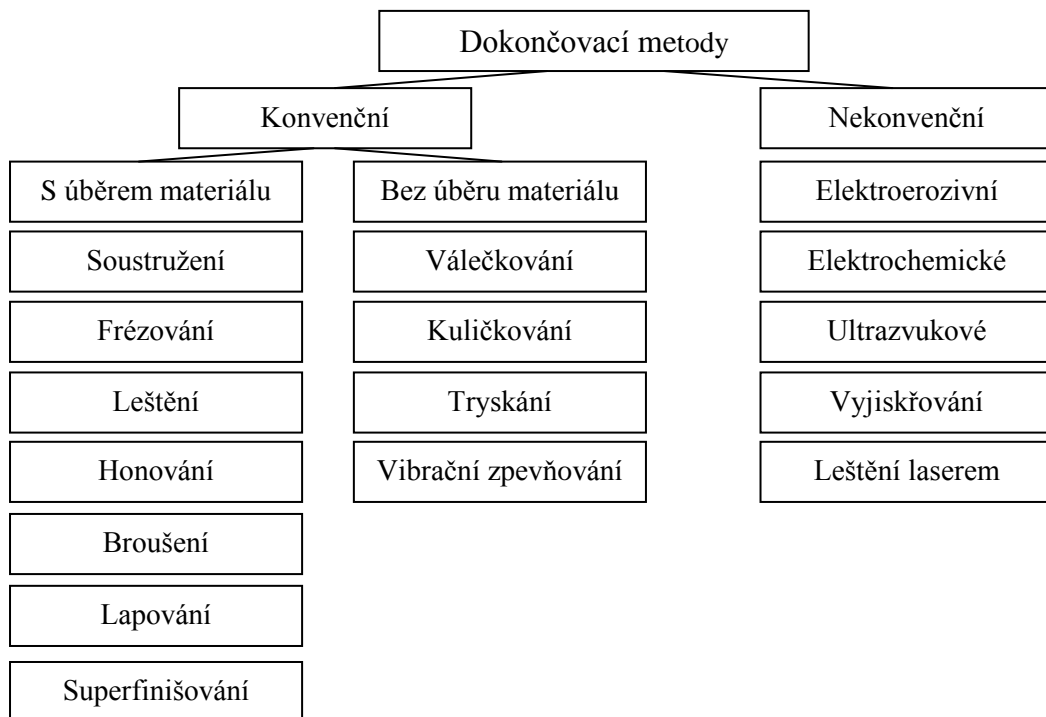 Dokončovací metody
Konvenční
Nekonvenční
S úběrem materiálu
Bez úběru materiálu
Elektroerozivní
Soustružení
Válečkování
Elektrochemické
Frézování
Kuličkování
Ultrazvukové
Leštění
Tryskání
Vyjiskřování
Honování
Vibrační zpevňování
Leštění laserem
Broušení
Lapování
Superfinišování